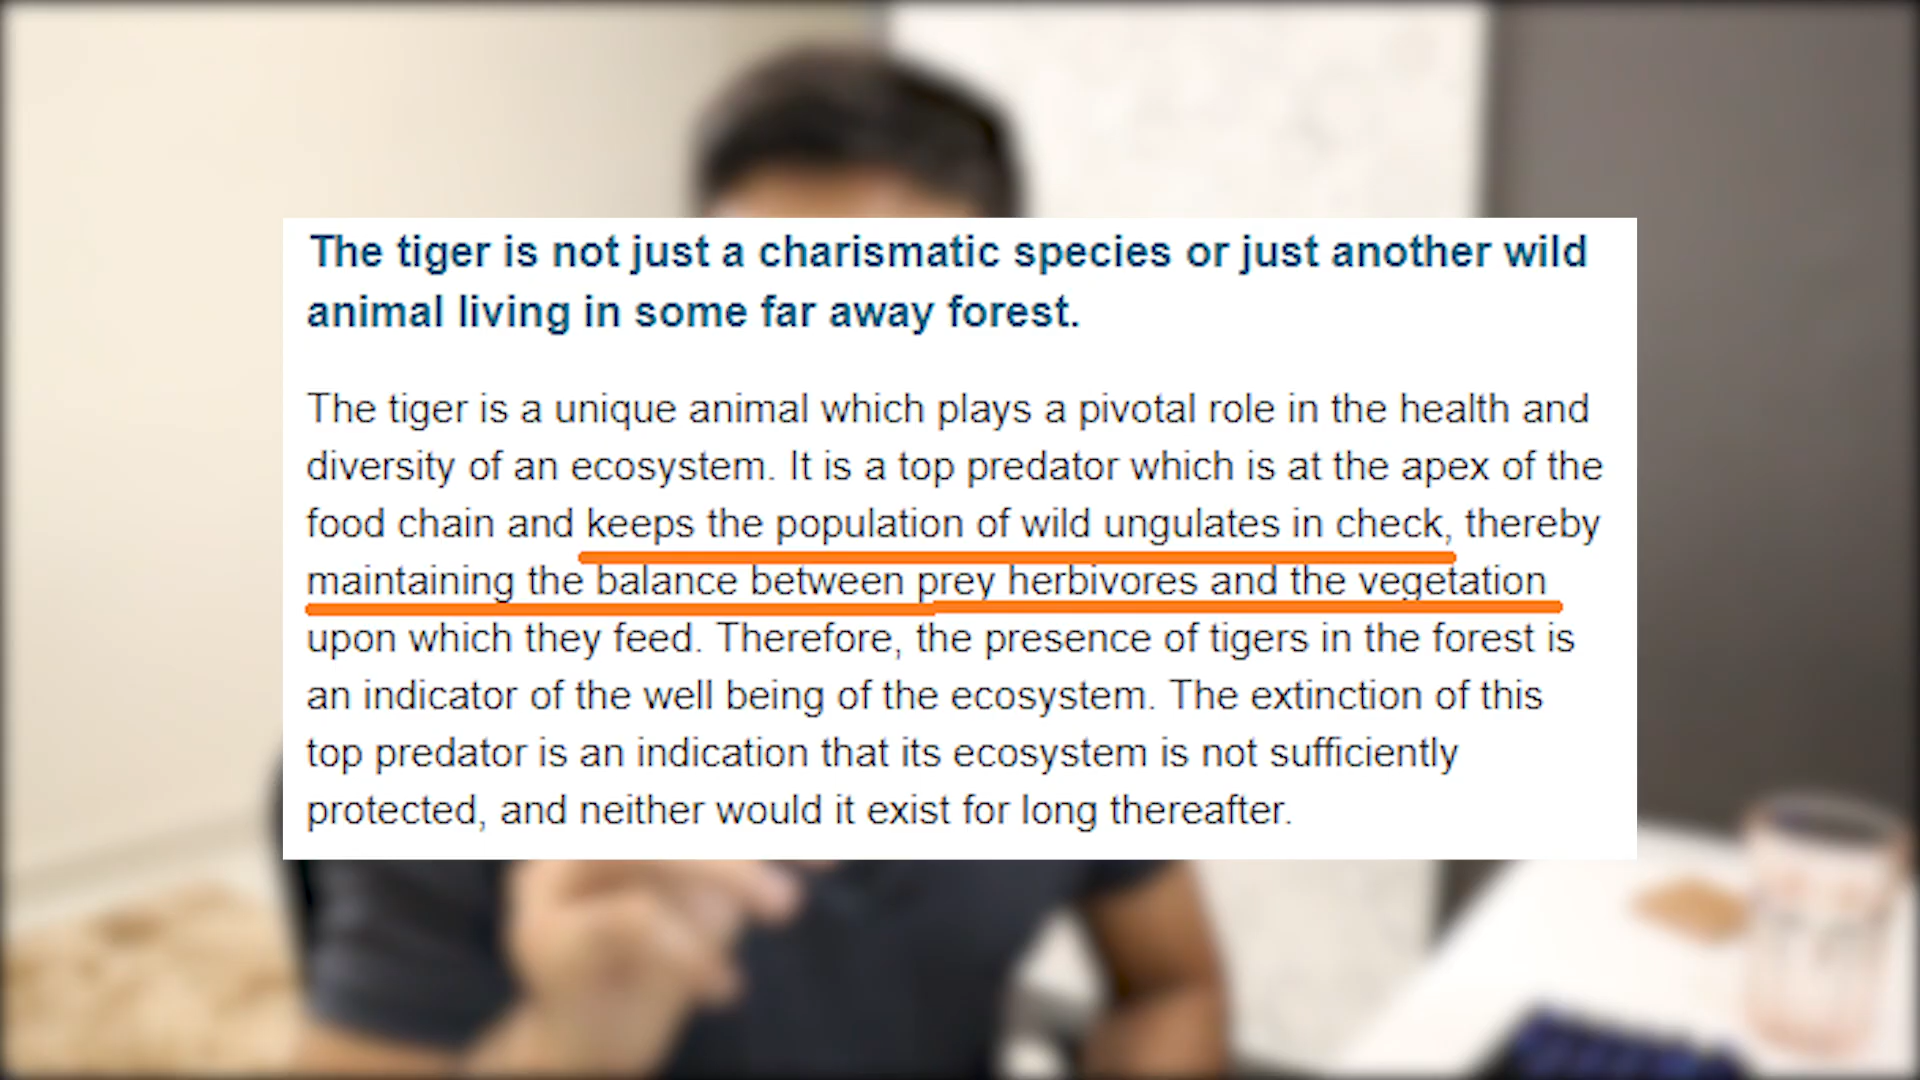 The tiger is not just a charismatic species or just another wild
animal living in some far away forest.
The tiger is a unique animal which plays a pivotal role in the health and
diversity of an ecosystem. It is a top predator which is at the apex of the
food chain and keeps the population of wild ungulates in check, thereby
maintaining the balance between prey herbivores and the vegetation
upon which they feed. Therefore, the presence of tigers in the forest is
an indicator of the well being of the ecosystem. The extinction of this
top predator is an indication that its ecosystem is not sufficiently
protected, and neither would it exist for long thereafter.